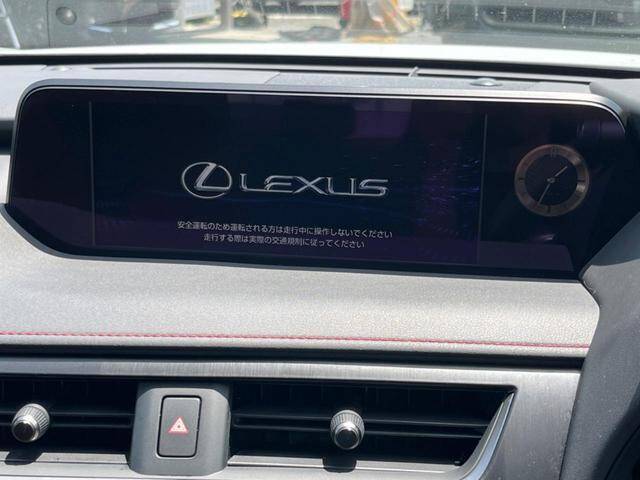 LEXUS
安全運転のため運転される方は走行中に操作しないでください
走行する際は実際の交通規制に従ってください